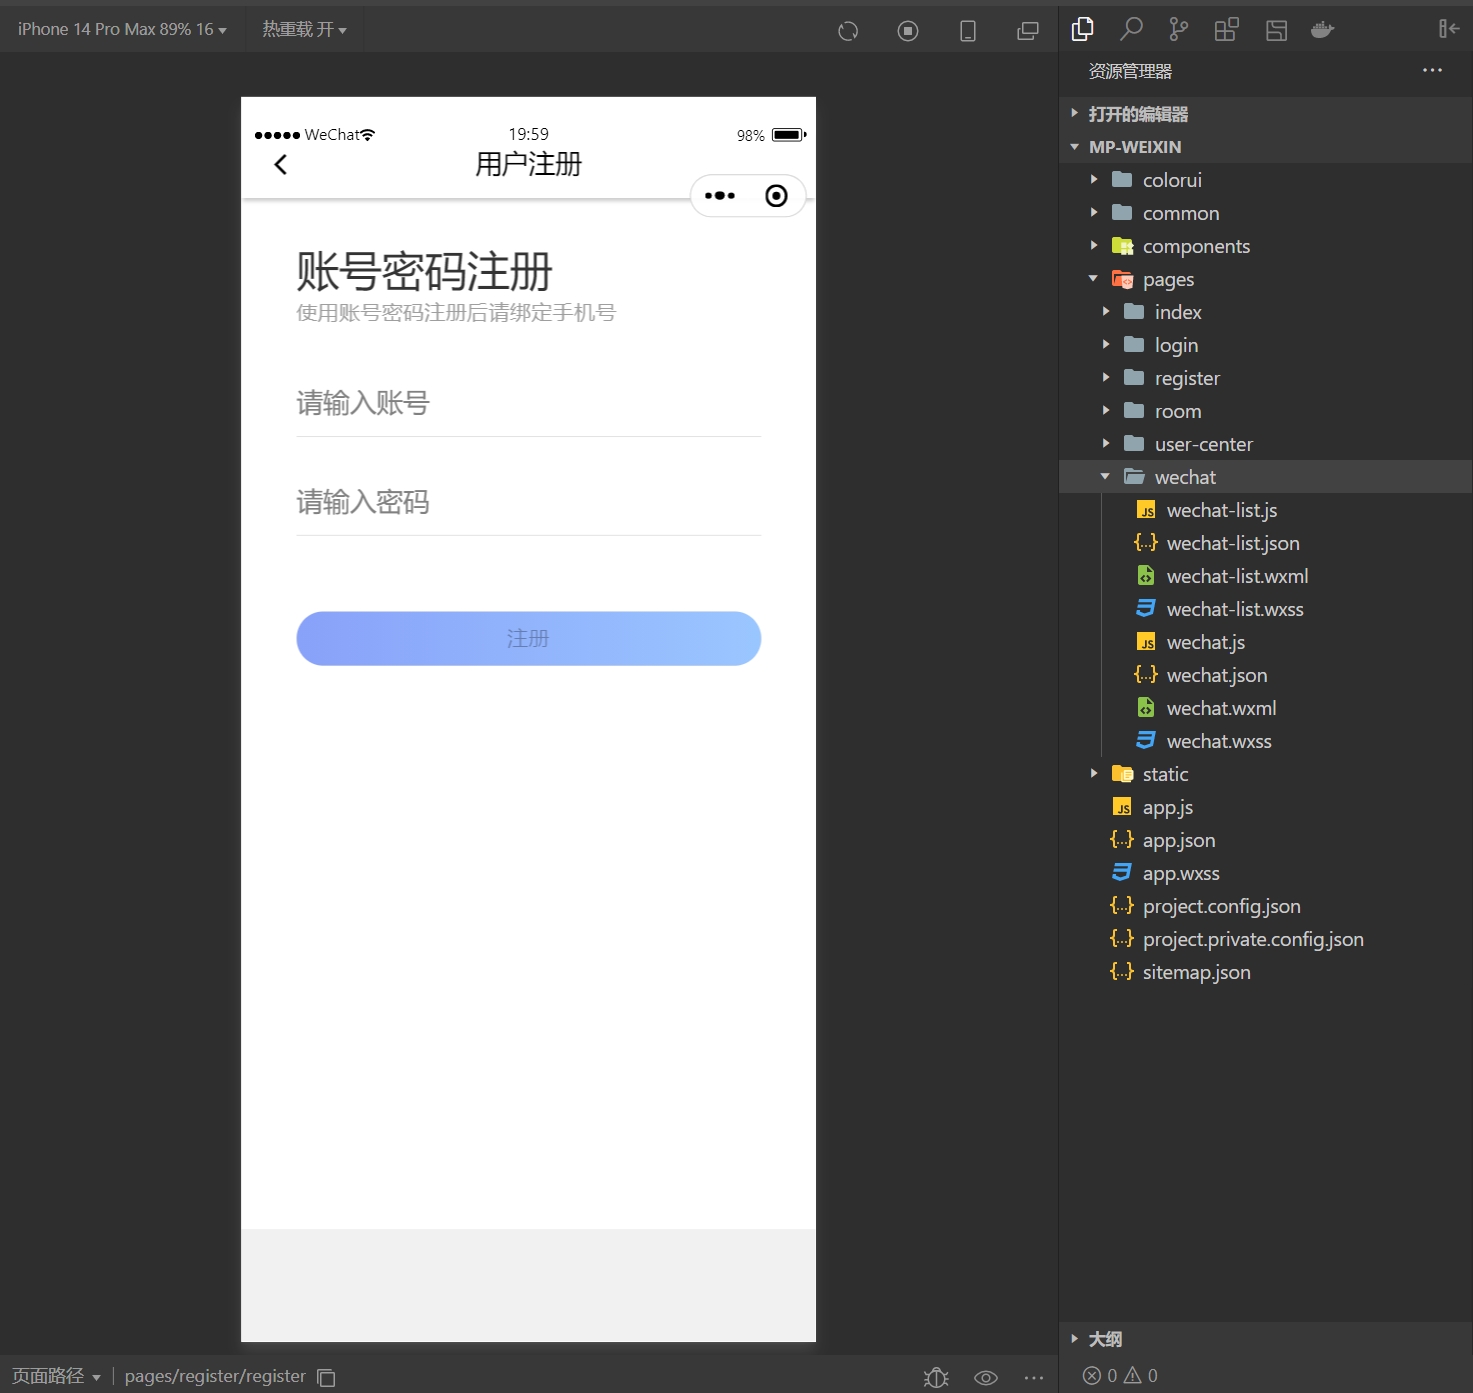 iPhone 14 Pro Max 89% 16
热重载 开
WeChat
19:59
98%
用户注册
账号密码注册
使用账号密码注册后请绑定手机号
请输入账号
请输入密码
注册
页面路径
pages/register/register
资源管理器
打开的编辑器
MP-WEIXIN
colorui
common
components
pages
index
login
register
room
user-center
wechat
wechat-list.js
wechat-list.json
wechat-list.wxml
wechat-list.wxss
wechat.js
wechat.json
wechat.wxml
wechat.wxss
static
app.js
app.json
app.wxss
project.config.json
project.private.config.json
sitemap.json
大纲
0 0